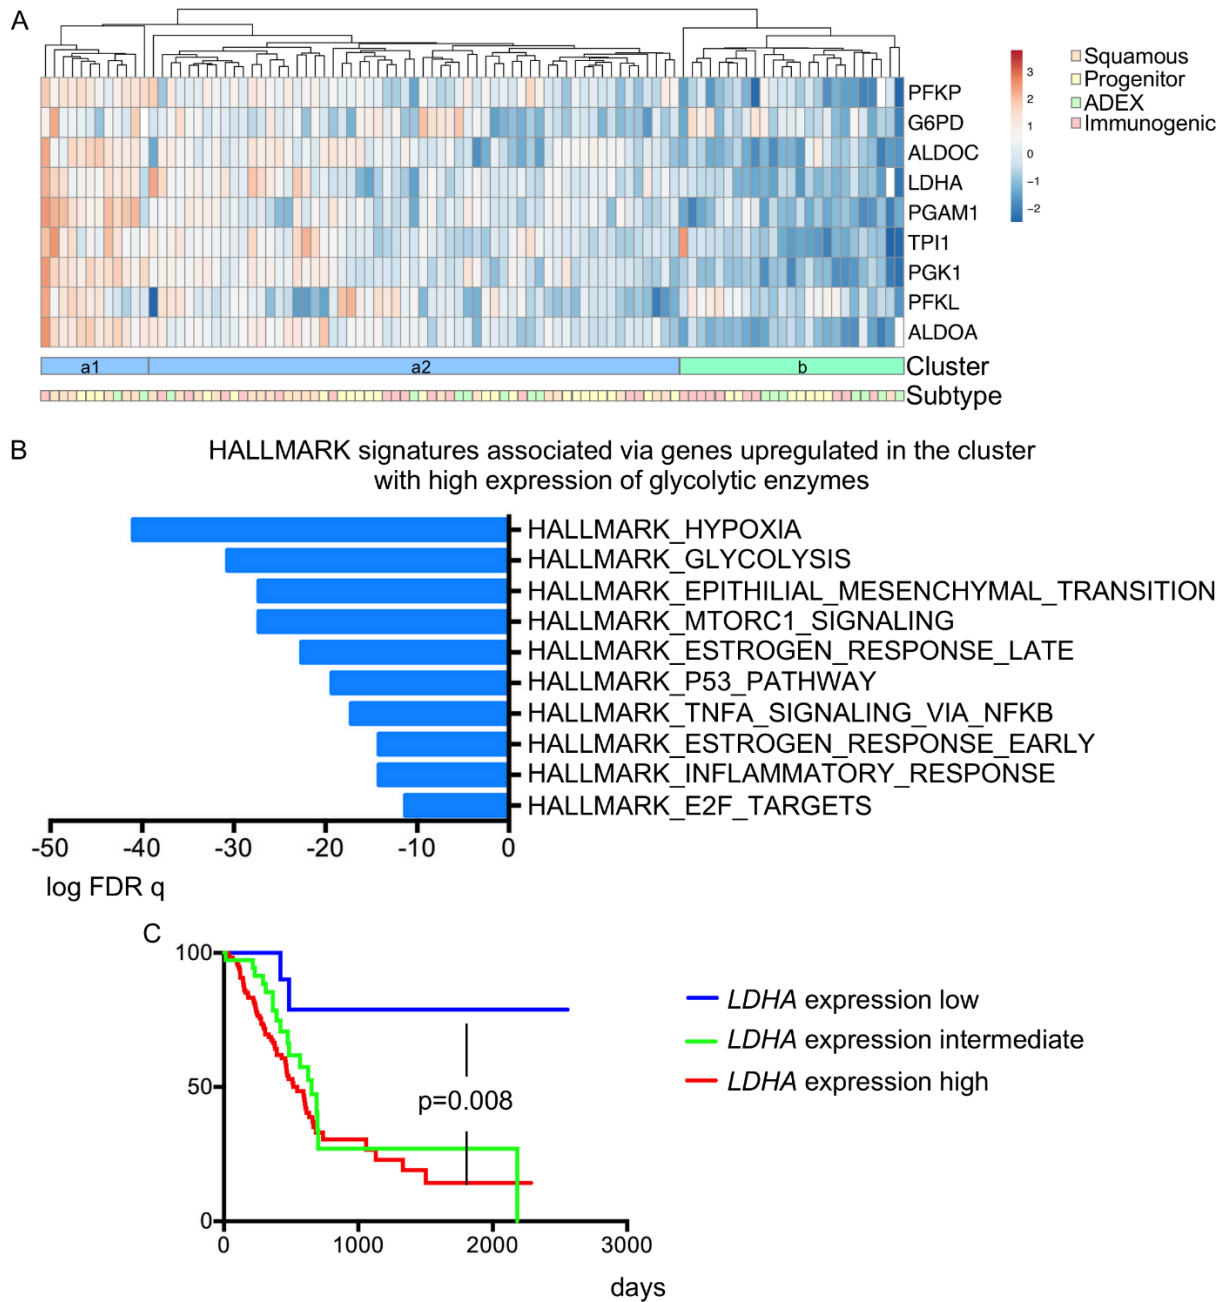 A
3
2
1
0
−1
−2
Squamous
Progenitor
ADEX
Immunogenic
PFKP
G6PD
ALDOC
LDHA
PGAM1
TPI1
PGK1
PFKL
ALDOA
a1
a2
b
Cluster
Subtype
B
HALLMARK signatures associated via genes upregulated in the cluster
with high expression of glycolytic enzymes
HALLMARK_HYPOXIA
HALLMARK_GLYCOLYSIS
HALLMARK_EPITHILIAL_MESENCHYMAL_TRANSITION
HALLMARK_MTORC1_SIGNALING
HALLMARK_ESTROGEN_RESPONSE_LATE
HALLMARK_P53_PATHWAY
HALLMARK_TNFA_SIGNALING_VIA_NFKB
HALLMARK_ESTROGEN_RESPONSE_EARLY
HALLMARK_INFLAMMATORY_RESPONSE
HALLMARK_E2F_TARGETS
-50 -40 -30 -20 -10 0
log FDR q
C
100
50
0
p=0.008
LDHA expression low
LDHA expression intermediate
LDHA expression high
0 1000 2000 3000
days